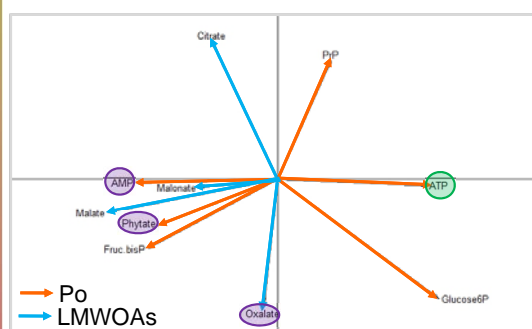 Citrate
PrP
AMP
Malonate
ATP
Malate
Phytate
Fruc.bisP
Glucose6P
Oxalate
Po
LMWOAs